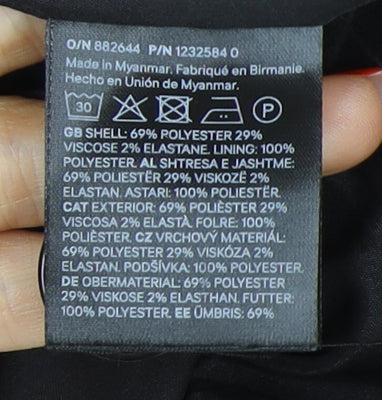 O/N 882644 P/N 1232584 0
Made in Myanmar. Fabriqué en Birmanie.
Hecho en Unión de Myanmar.
30 P
GB SHELL: 69% POLYESTER 29%
VISCOSE 2% ELASTANE. LINING: 100%
POLYESTER. AL SHTRESA E JASHTME:
69% POLIESTËR 29% VISKOZË 2%
ELASTAN. ASTARI: 100% POLIESTËR.
CAT EXTERIOR: 69% POLIÈSTER 29%
VISCOSA 2% ELASTÀ. FOLRE: 100%
POLIÈSTER. CZ VRCHOVÝ MATERIÁL:
69% POLYESTER 29% VISKÓZA 2%
ELASTAN. PODŠÍVKA: 100% POLYESTER.
DE OBERMATERIAL: 69% POLYESTER
29% VISKOSE 2% ELASTHAN. FUTTER:
100% POLYESTER. EE ÜMBRIS: 69%